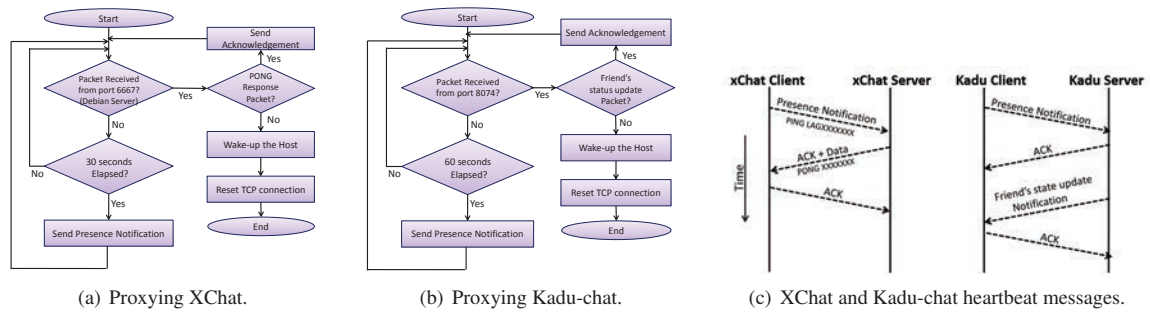 Start
Send
Acknowledgement
Yes
Packet Received
from port 6667?
(Debian Server)
Yes
PONG
Response
Packet?
No
No
Wake-up the Host
30 seconds
Elapsed?
No
Reset TCP connection
Yes
End
Send Presence Notification
(a) Proxying XChat.
Start
Send Acknowledgement
Yes
Packet Received
from port 8074?
Yes
Friend's
status update
Packet?
No
No
Wake-up the Host
60 seconds
Elapsed?
No
Reset TCP connection
Yes
End
Send Presence Notification
(b) Proxying Kadu-chat.
xChat Client
xChat Server
Presence Notification
PING LAGXXXXXXX
ACK + Data
PONG XXXXXXX
ACK
Time
Kadu Client
Kadu Server
Presence Notification
ACK
Friend's state update
Notification
ACK
(c) XChat and Kadu-chat heartbeat messages.